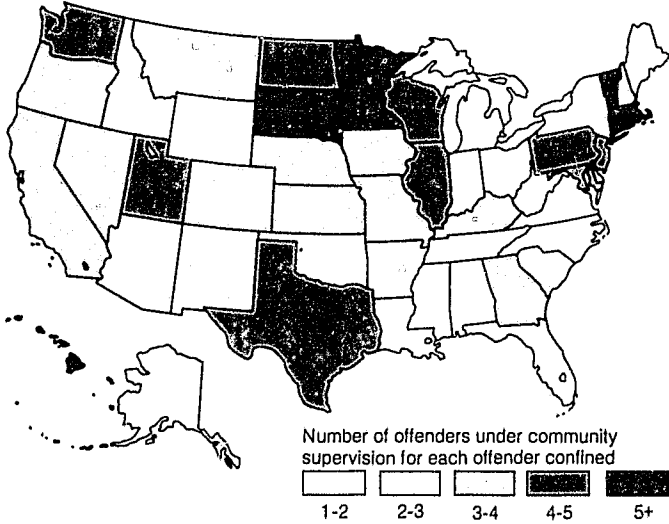 Number of offenders under community
supervision for each offender confined
1-2 2-3 3-4 4-5 5+